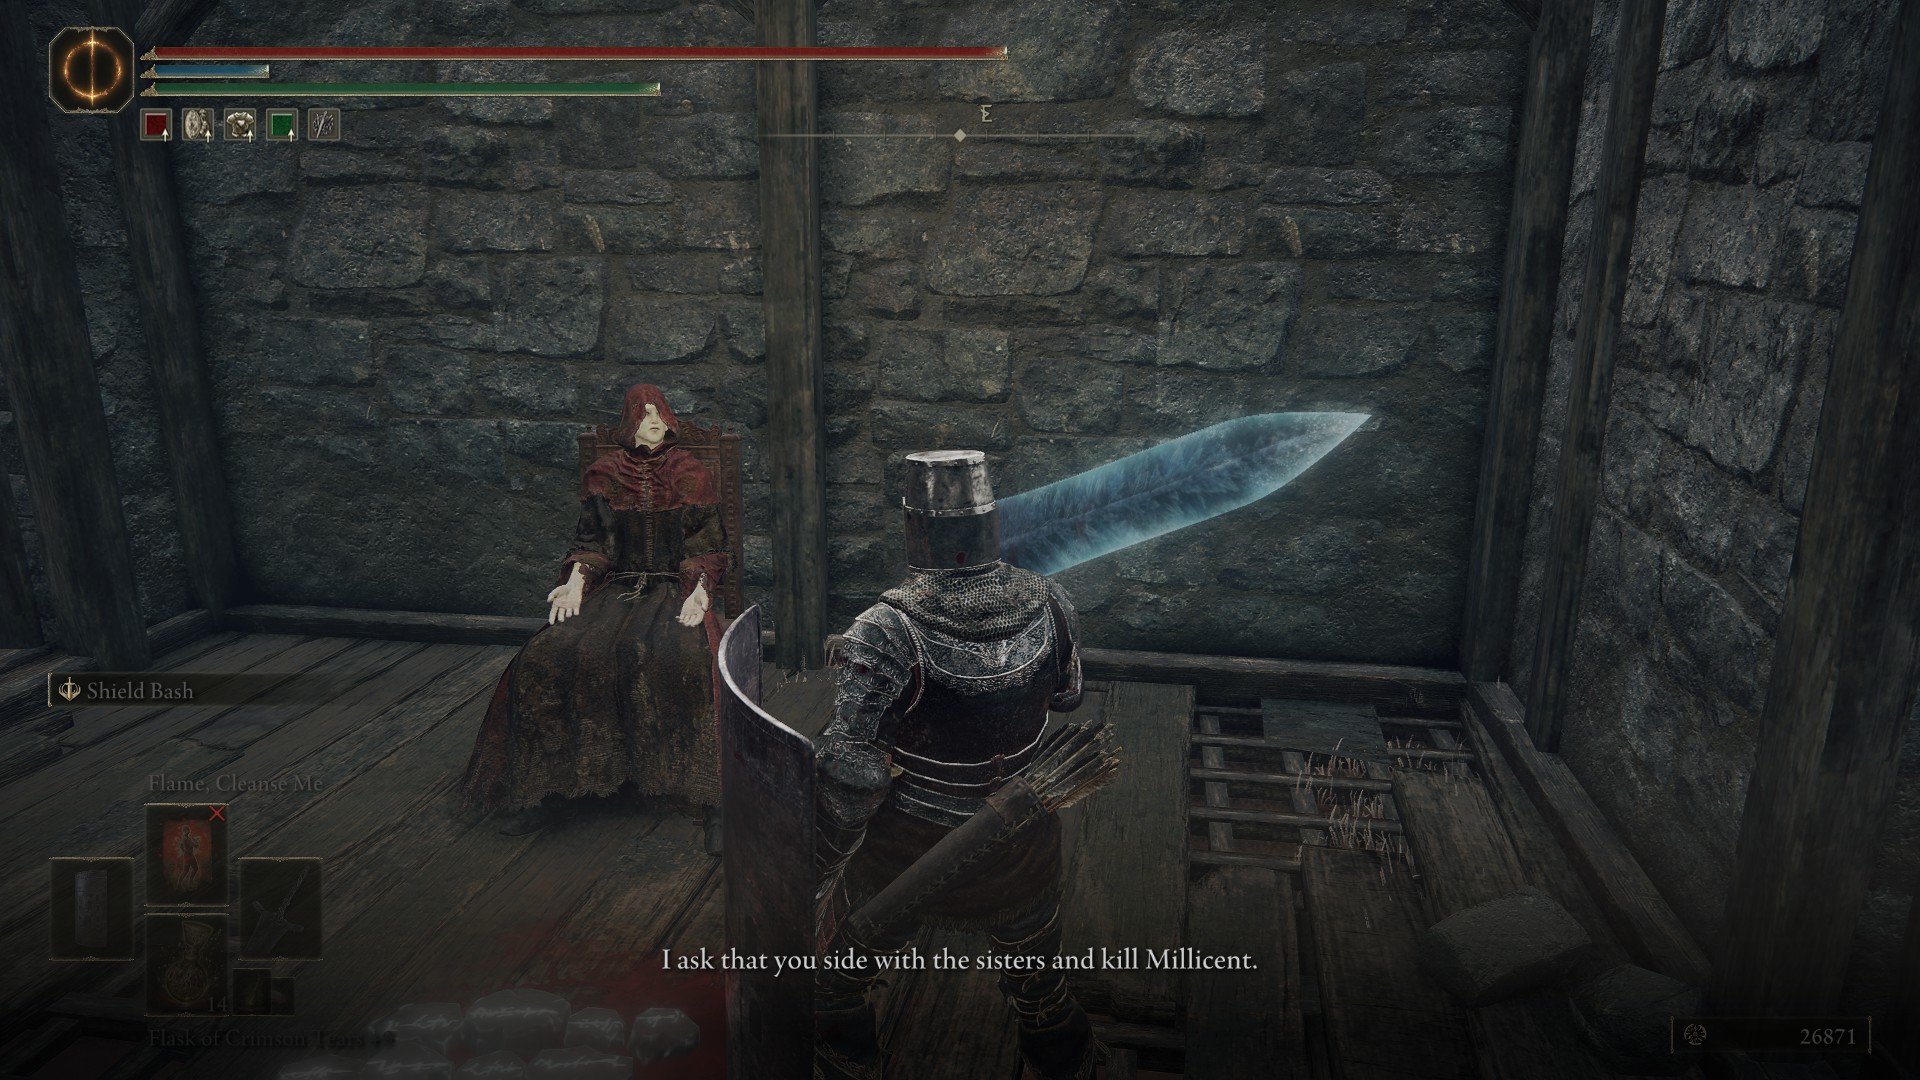 E
Shield Bash
Flame, Cleanse Me
14
Flask of Crimson Tears
I ask that you side with the sisters and kill Millicent.
26871